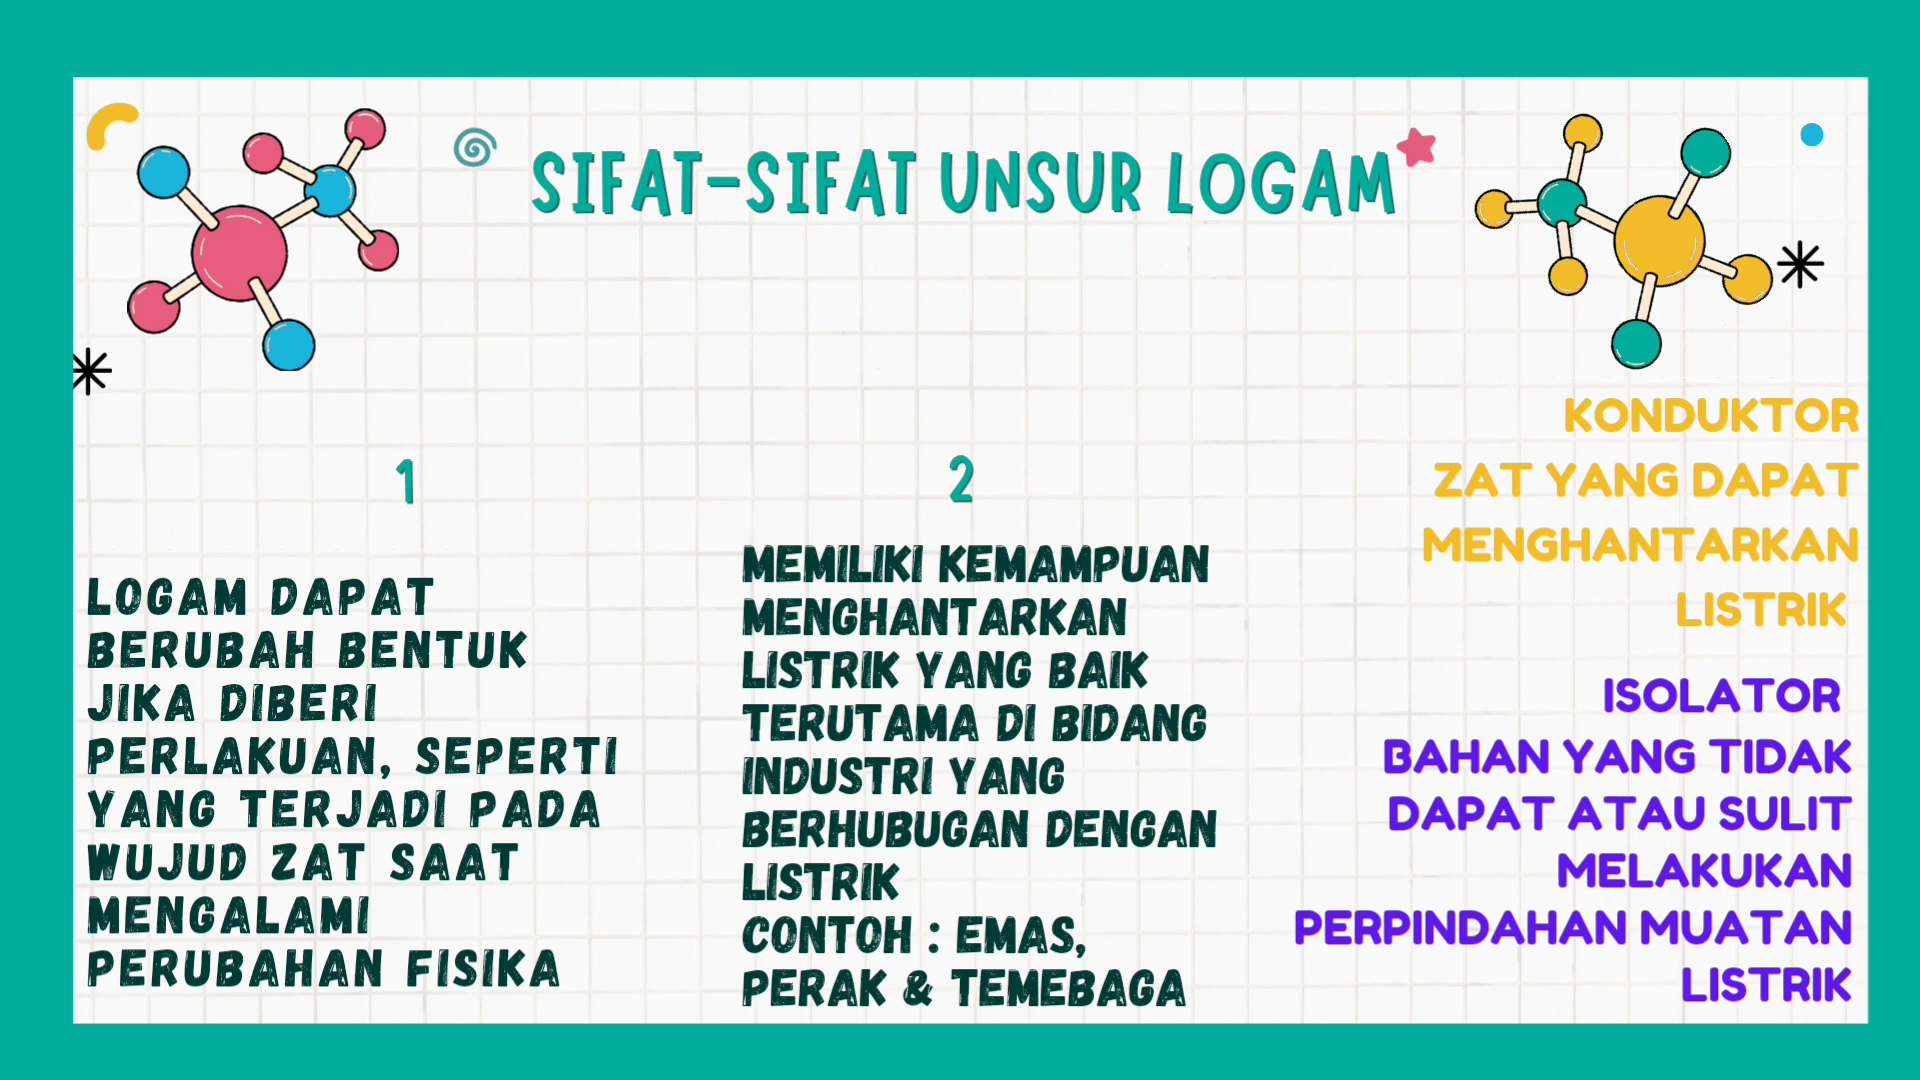 SIFAT-SIFAT UNSUR LOGAM
1
LOGAM DAPAT
BERUBAH BENTUK
JIKA DIBERI
PERLAKUAN, SEPERTI
YANG TERJADI PADA
WUJUD ZAT SAAT
MENGALAMI
PERUBAHAN FISIKA
2
MEMILIKI KEMAMPUAN
MENGHANTARKAN
LISTRIK YANG BAIK
TERUTAMA DI BIDANG
INDUSTRI YANG
BERHUBUGAN DENGAN
LISTRIK
CONTOH : EMAS,
PERAK & TEMEBAGA
KONDUKTOR
ZAT YANG DAPAT
MENGHANTARKAN
LISTRIK
ISOLATOR
BAHAN YANG TIDAK
DAPAT ATAU SULIT
MELAKUKAN
PERPINDAHAN MUATAN
LISTRIK